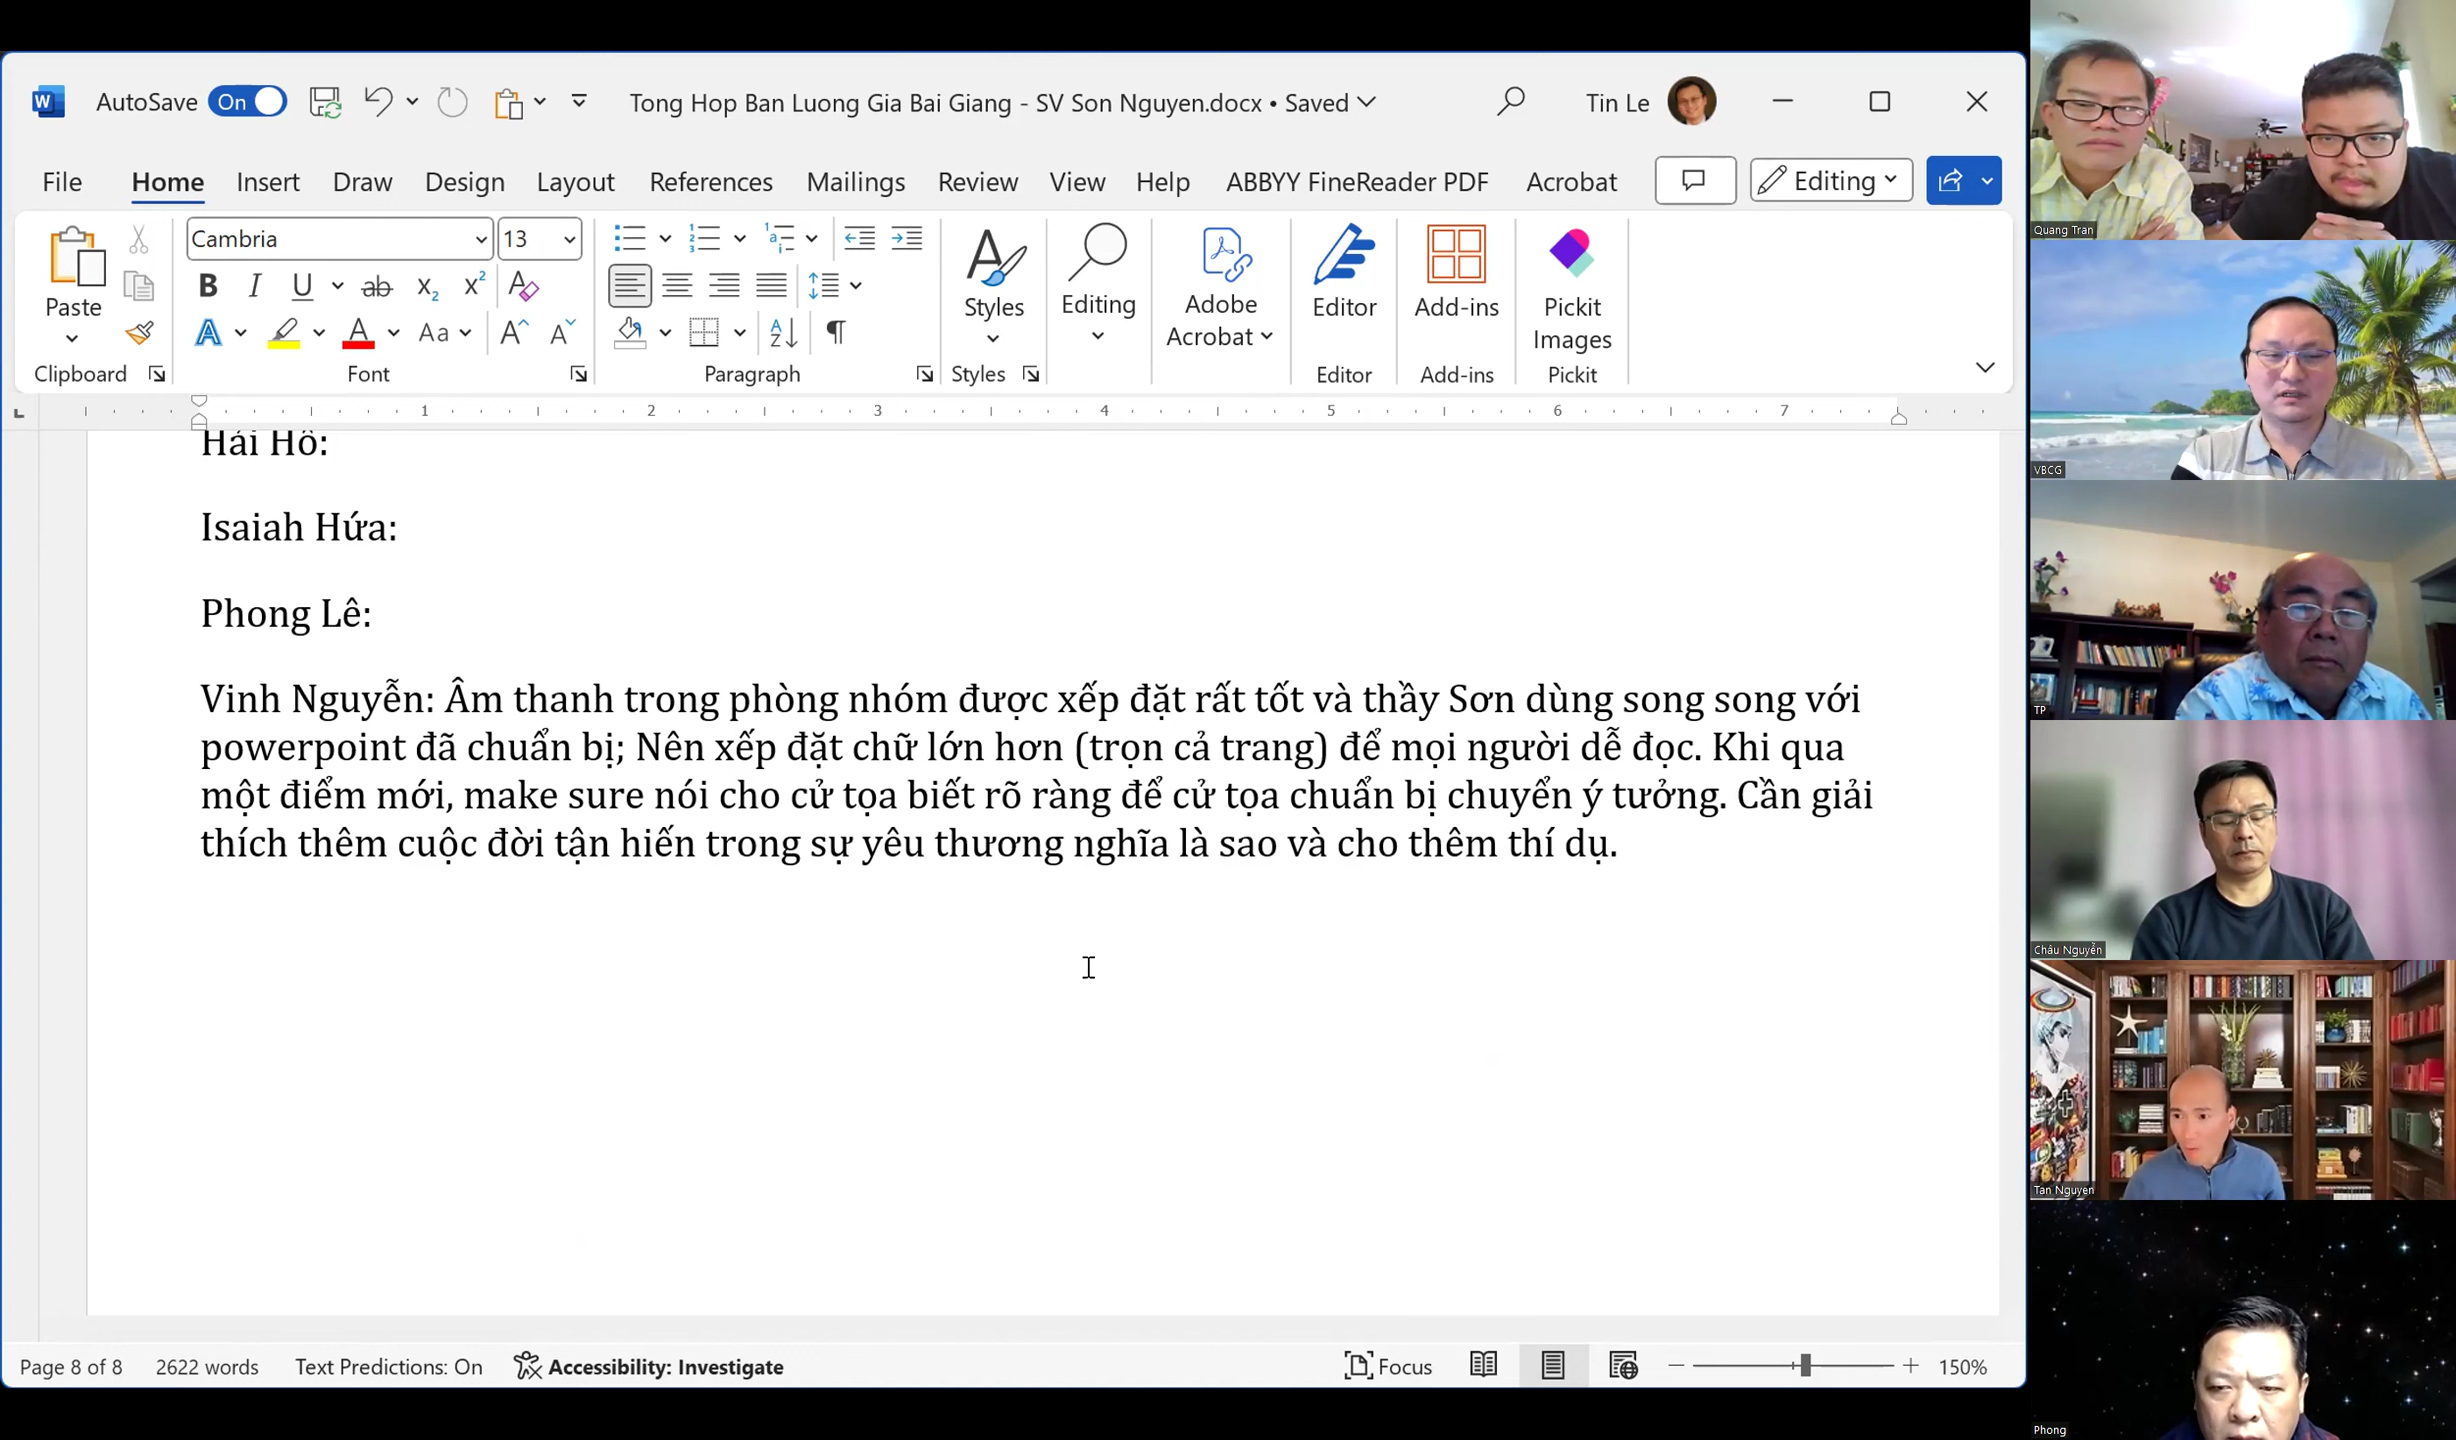 AutoSave On Tong Hop Ban Luong Gia Bai Giang - SV Son Nguyen.docx • Saved Tin Le
File Home Insert Draw Design Layout References Mailings Review View Help ABBYY FineReader PDF Acrobat Editing
Paste
Cambria 13
Styles Editing Adobe Acrobat Editor Add-ins Pickit Images
Clipboard Font Paragraph Styles Editor Add-ins Pickit
1 2 3 4 5 6 7
Hải Hồ:
Isaiah Hứa:
Phong Lê:
Vinh Nguyễn: Âm thanh trong phòng nhóm được xếp đặt rất tốt và thầy Sơn dùng song song với
powerpoint đã chuẩn bị; Nên xếp đặt chữ lớn hơn (trọn cả trang) để mọi người dễ đọc. Khi qua
một điểm mới, make sure nói cho cử tọa biết rõ ràng để cử tọa chuẩn bị chuyển ý tưởng. Cần giải
thích thêm cuộc đời tận hiến trong sự yêu thương nghĩa là sao và cho thêm thí dụ.
Page 8 of 8 2622 words Text Predictions: On Accessibility: Investigate Focus 150%
Quang Tran
VBCG
TP
Châu Nguyễn
Tan Nguyen
Phong